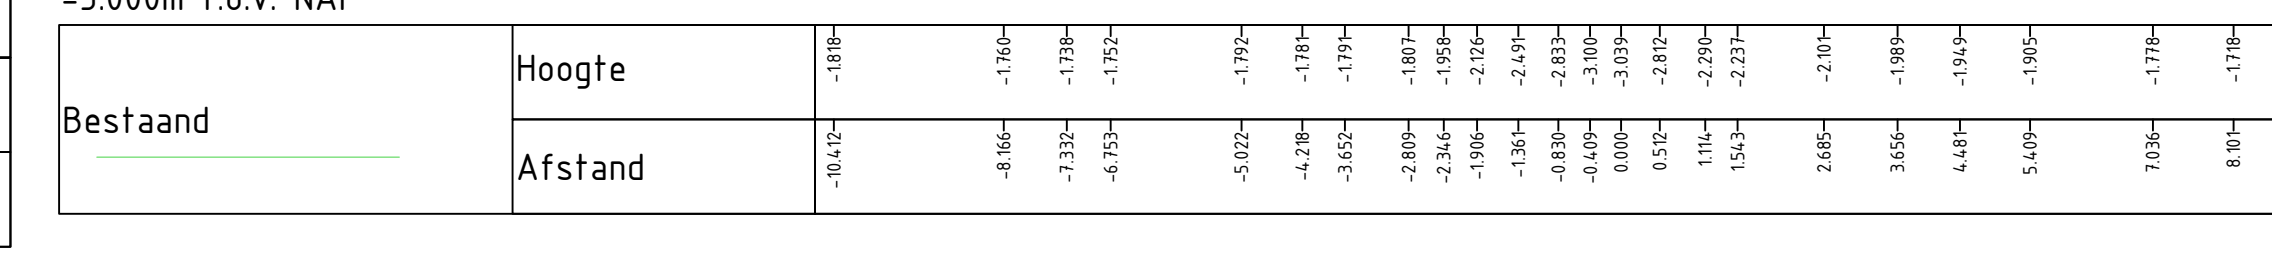 Hoogte -1.818 -1.760 -1.738 -1.752 -1.792 -1.781 -1.791 -1.807 -1.958 -2.126 -2.491 -2.833 -3.100 -3.039 -2.812 -2.290 -2.237 -2.101 -1.989 -1.949 -1.905 -1.778 -1.718
Bestaand
Afstand -10.412 -8.166 -7.332 -6.753 -5.022 -4.218 -3.652 -2.809 -2.346 -1.906 -1.361 -0.830 -0.409 0.000 0.512 1.114 1.543 2.685 3.656 4.481 5.409 7.036 8.101